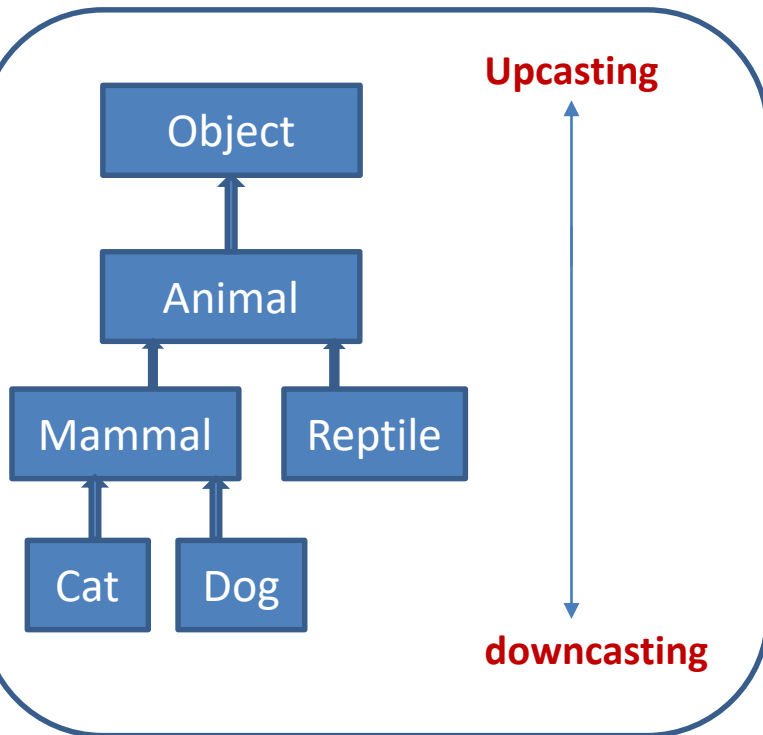 Upcasting
Object
Animal
Mammal
Reptile
Cat
Dog
downcasting